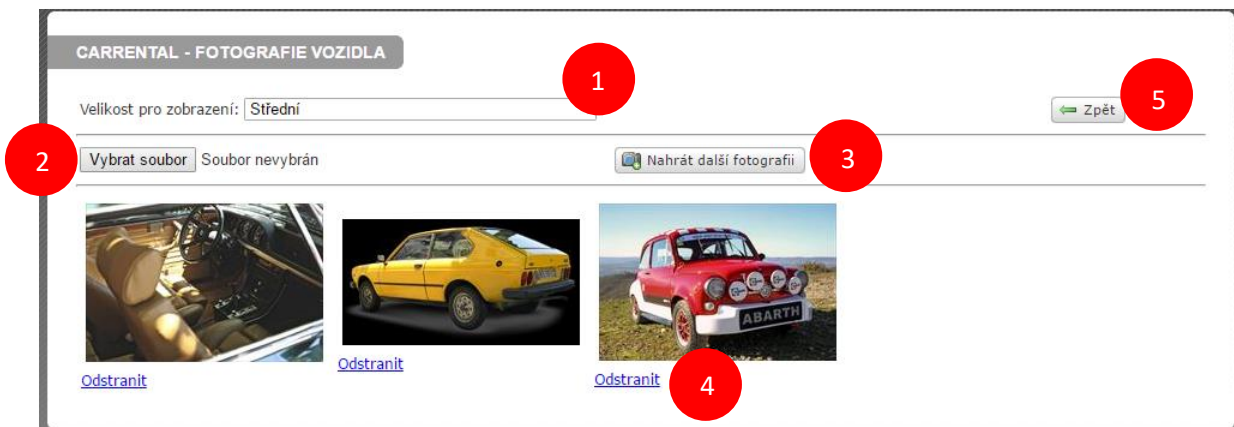 CARRENTAL - FOTOGRAFIE VOZIDLA
1
Velikost pro zobrazení: Střední
Zpět
5
2
Vybrat soubor Soubor nevybrán
Nahrát další fotografii
3
ABARTH
Odstranit
Odstranit
Odstranit
4